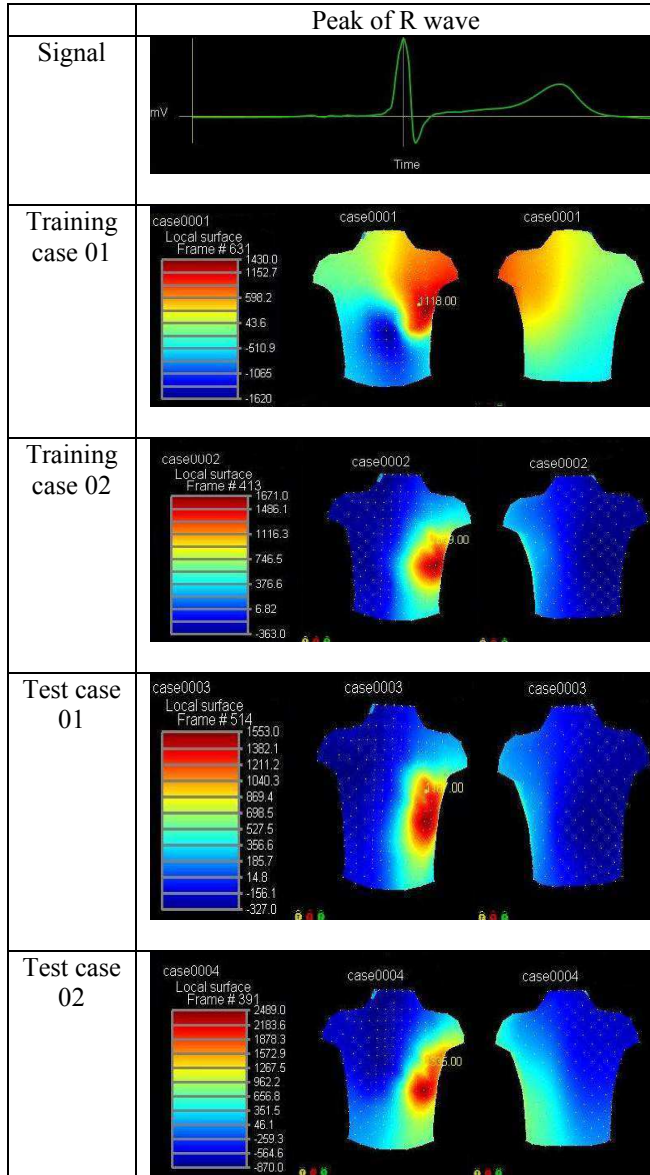 Peak of R wave
Signal
mV
Time
Training
case 01
case0001
Local surface
Frame # 631
1430.0
1152.7
598.2
43.6
-510.9
-1065
-1620
case0001
1118.00
case0001
Training
case 02
case0002
Local surface
Frame # 413
1671.0
1486.1
1116.3
746.5
376.6
6.82
-363.0
case0002
case0002
Test case
01
case0003
Local surface
Frame # 514
1553.0
1382.1
1211.2
1040.3
869.4
698.5
527.5
356.6
185.7
14.8
-156.1
-327.0
case0003
case0003
Test case
02
case0004
Local surface
Frame # 391
2489.0
2183.6
1878.3
1572.9
1267.5
962.2
656.8
351.5
46.1
-259.3
-564.6
-870.0
case0004
case0004